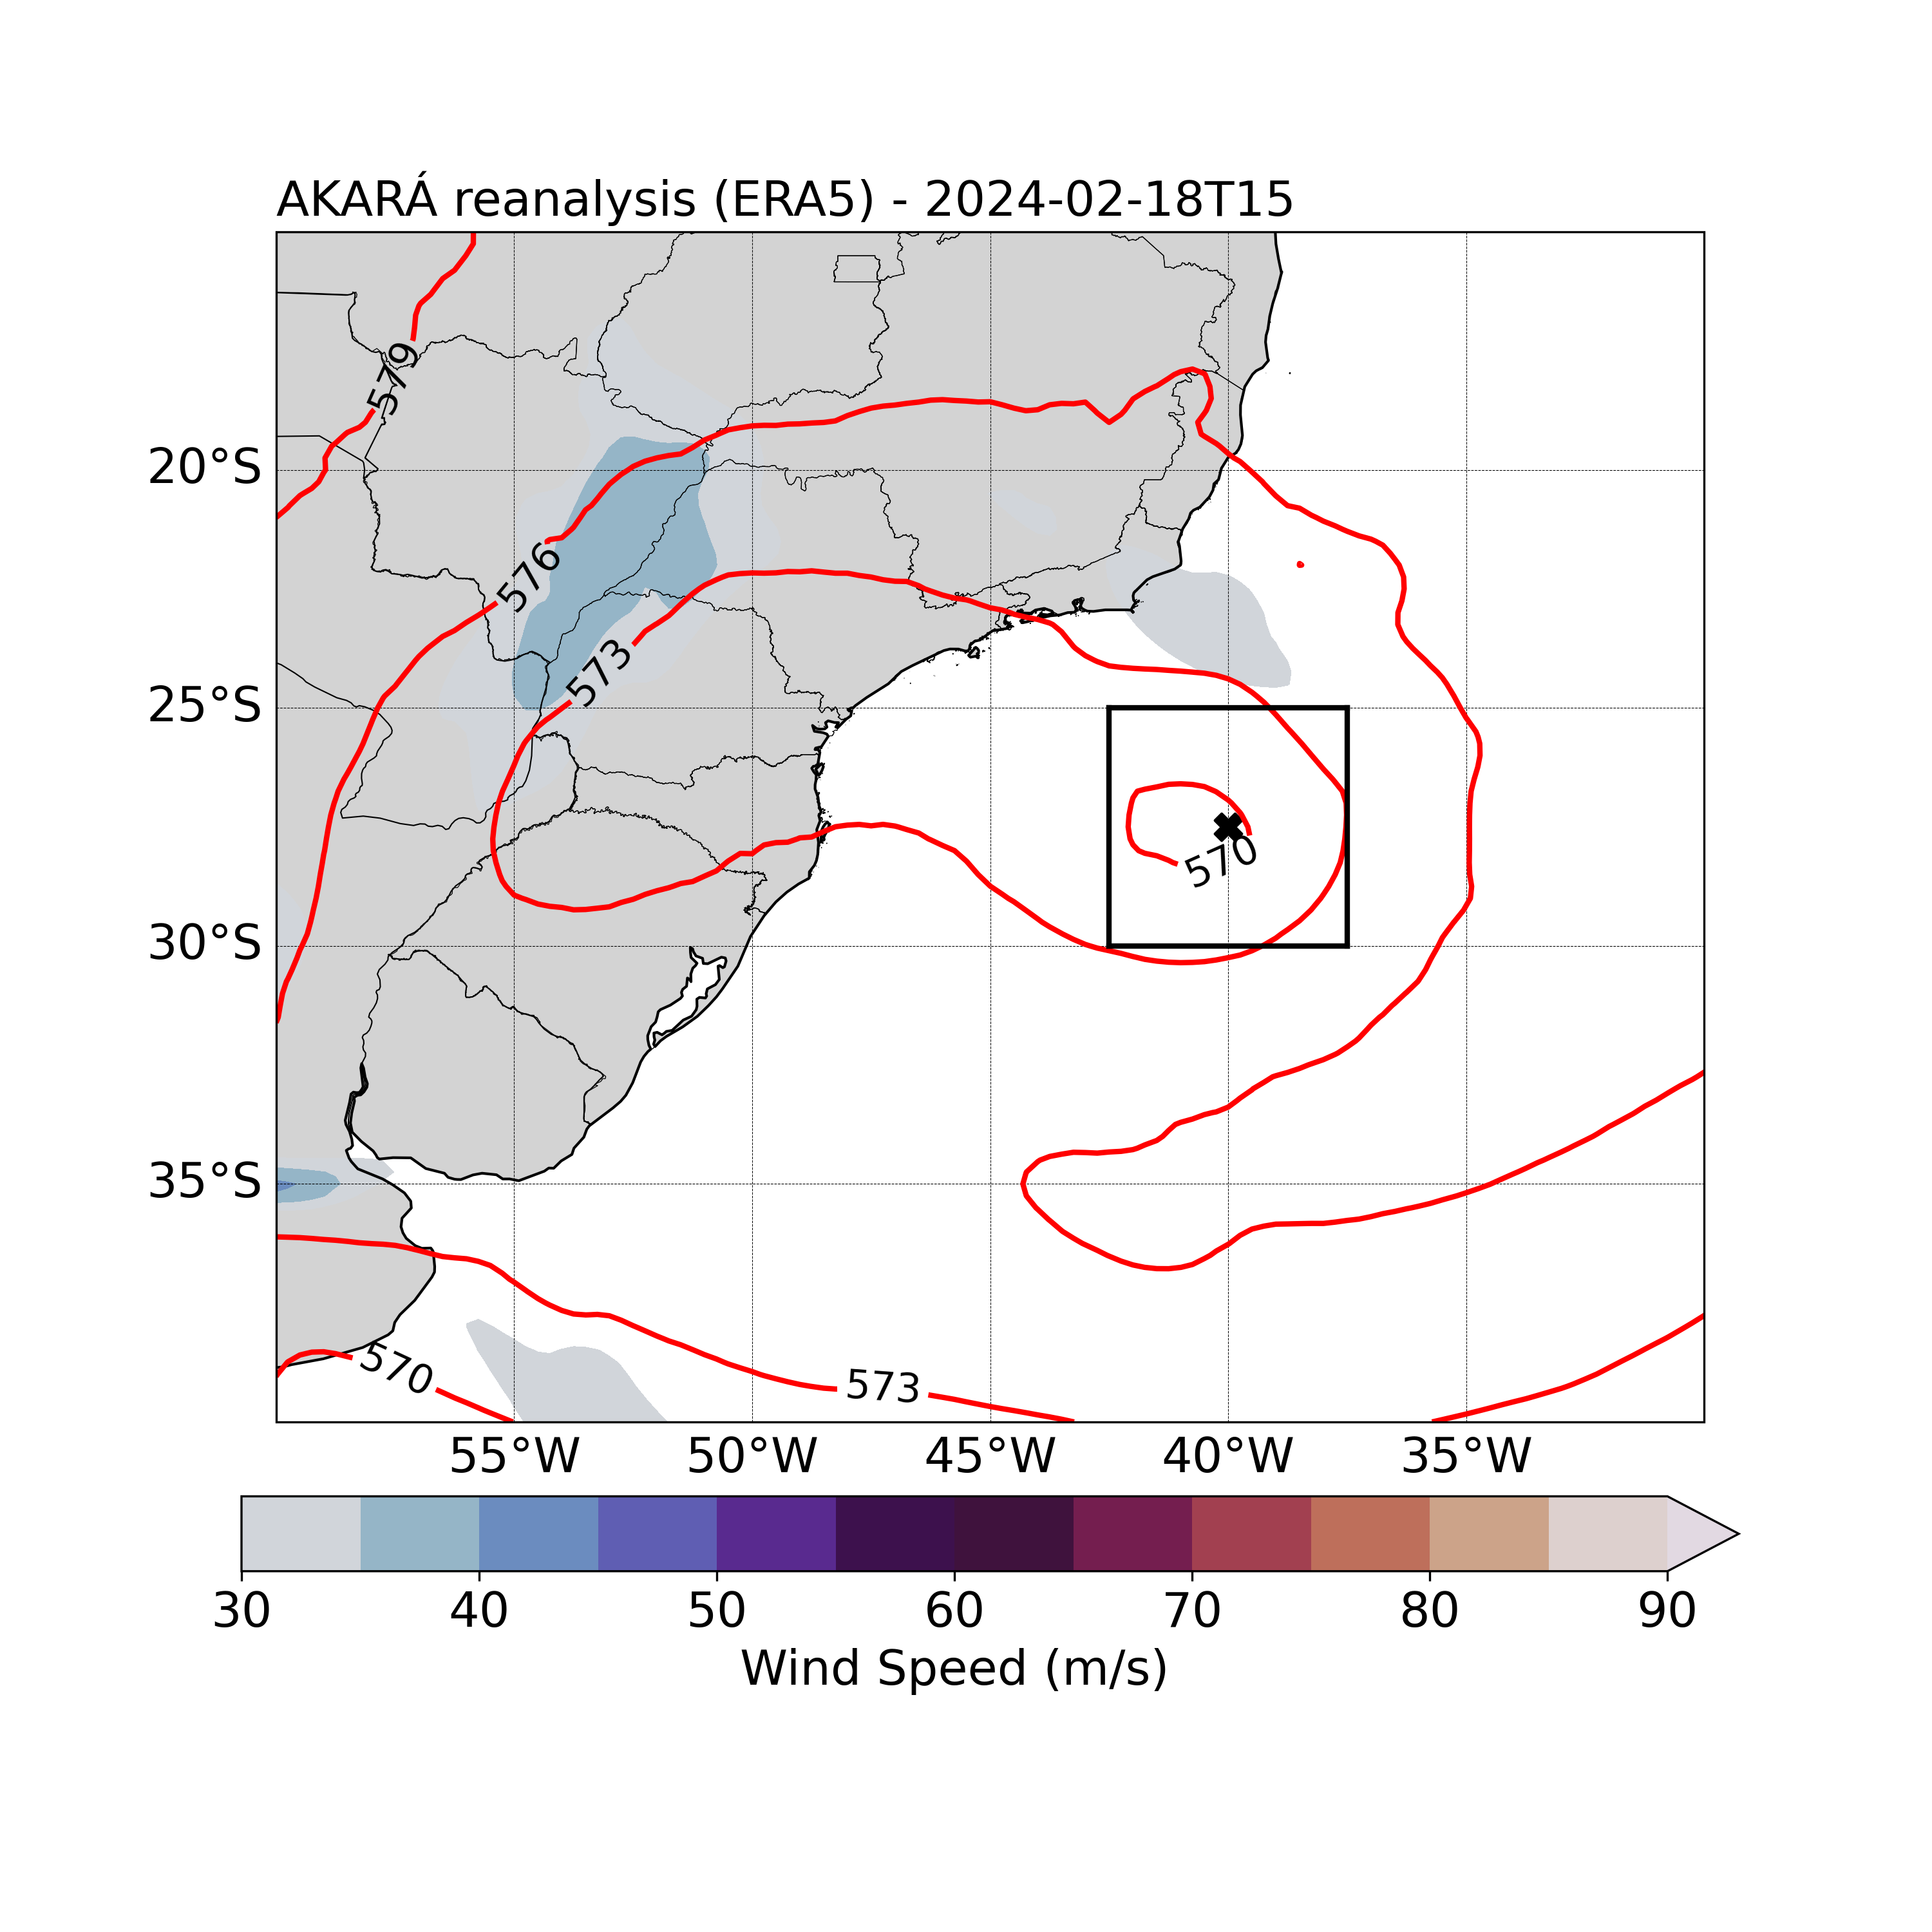 AKARÁ reanalysis (ERA5) - 2024-02-18T15
579
20°S
576
573
25°S
570
30°S
35°S
570
573
55°W 50°W 45°W 40°W 35°W
30 40 50 60 70 80 90
Wind Speed (m/s)